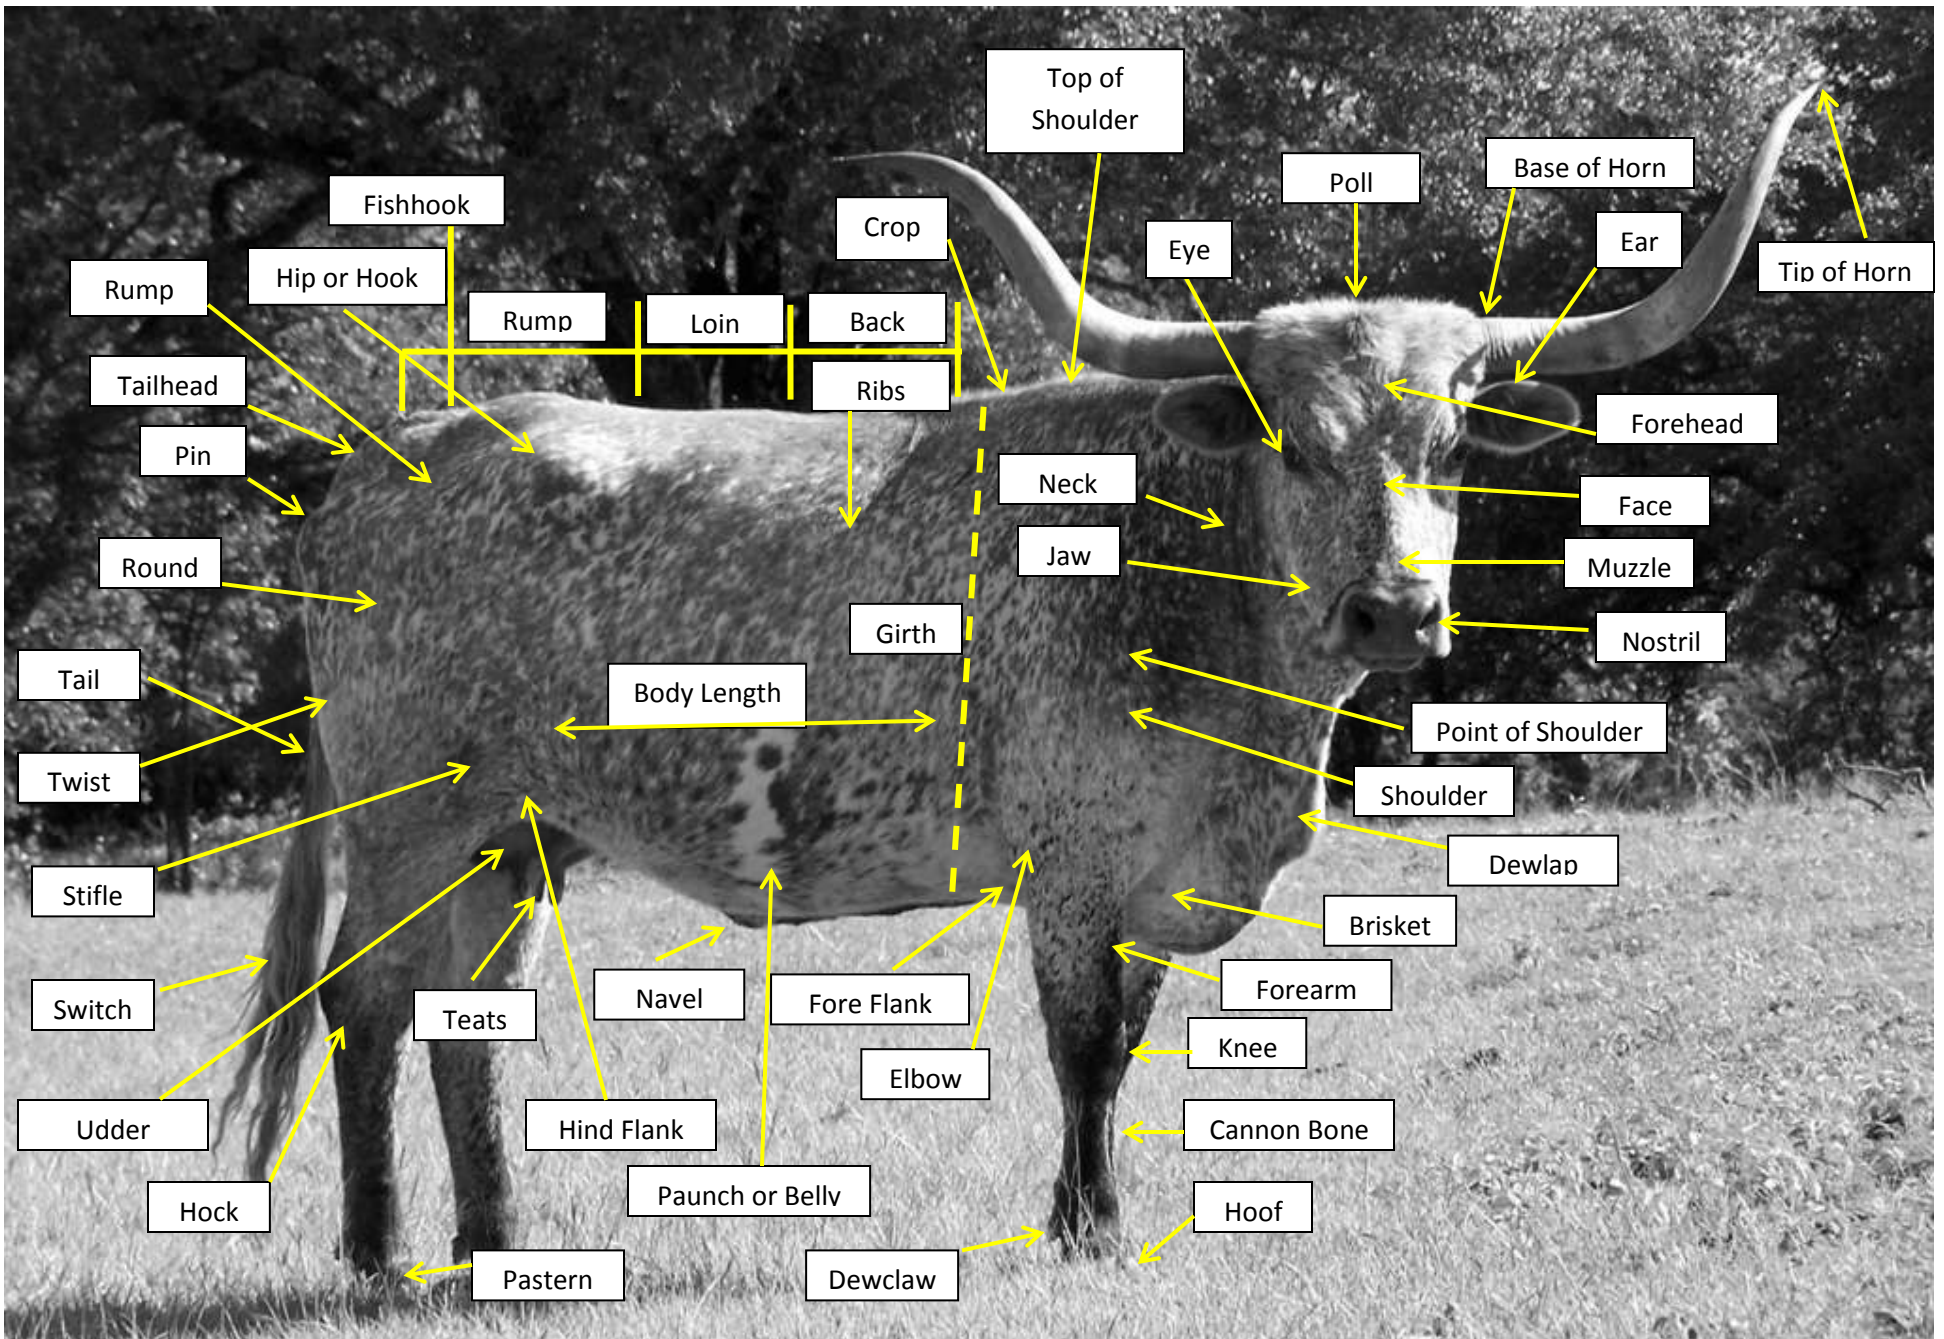 Top of
Shoulder
Poll
Base of Horn
Fishhook
Crop
Eye
Ear
Tip of Horn
Rump
Hip or Hook
Rump
Loin
Back
Tailhead
Ribs
Forehead
Pin
Neck
Face
Round
Jaw
Muzzle
Girth
Nostril
Tail
Body Length
Point of Shoulder
Twist
Shoulder
Dewlap
Stifle
Brisket
Switch
Teats
Navel
Fore Flank
Forearm
Knee
Elbow
Udder
Hind Flank
Cannon Bone
Paunch or Belly
Hock
Hoof
Pastern
Dewclaw